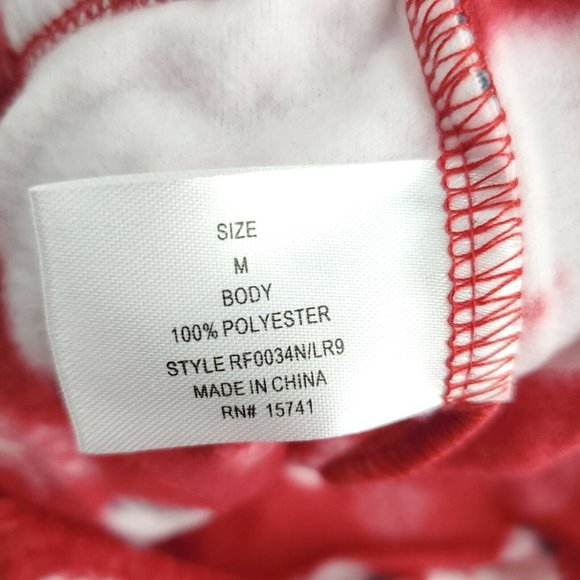 SIZE
M
BODY
100% POLYESTER
STYLE RF0034N/LR9
MADE IN CHINA
RN# 15741